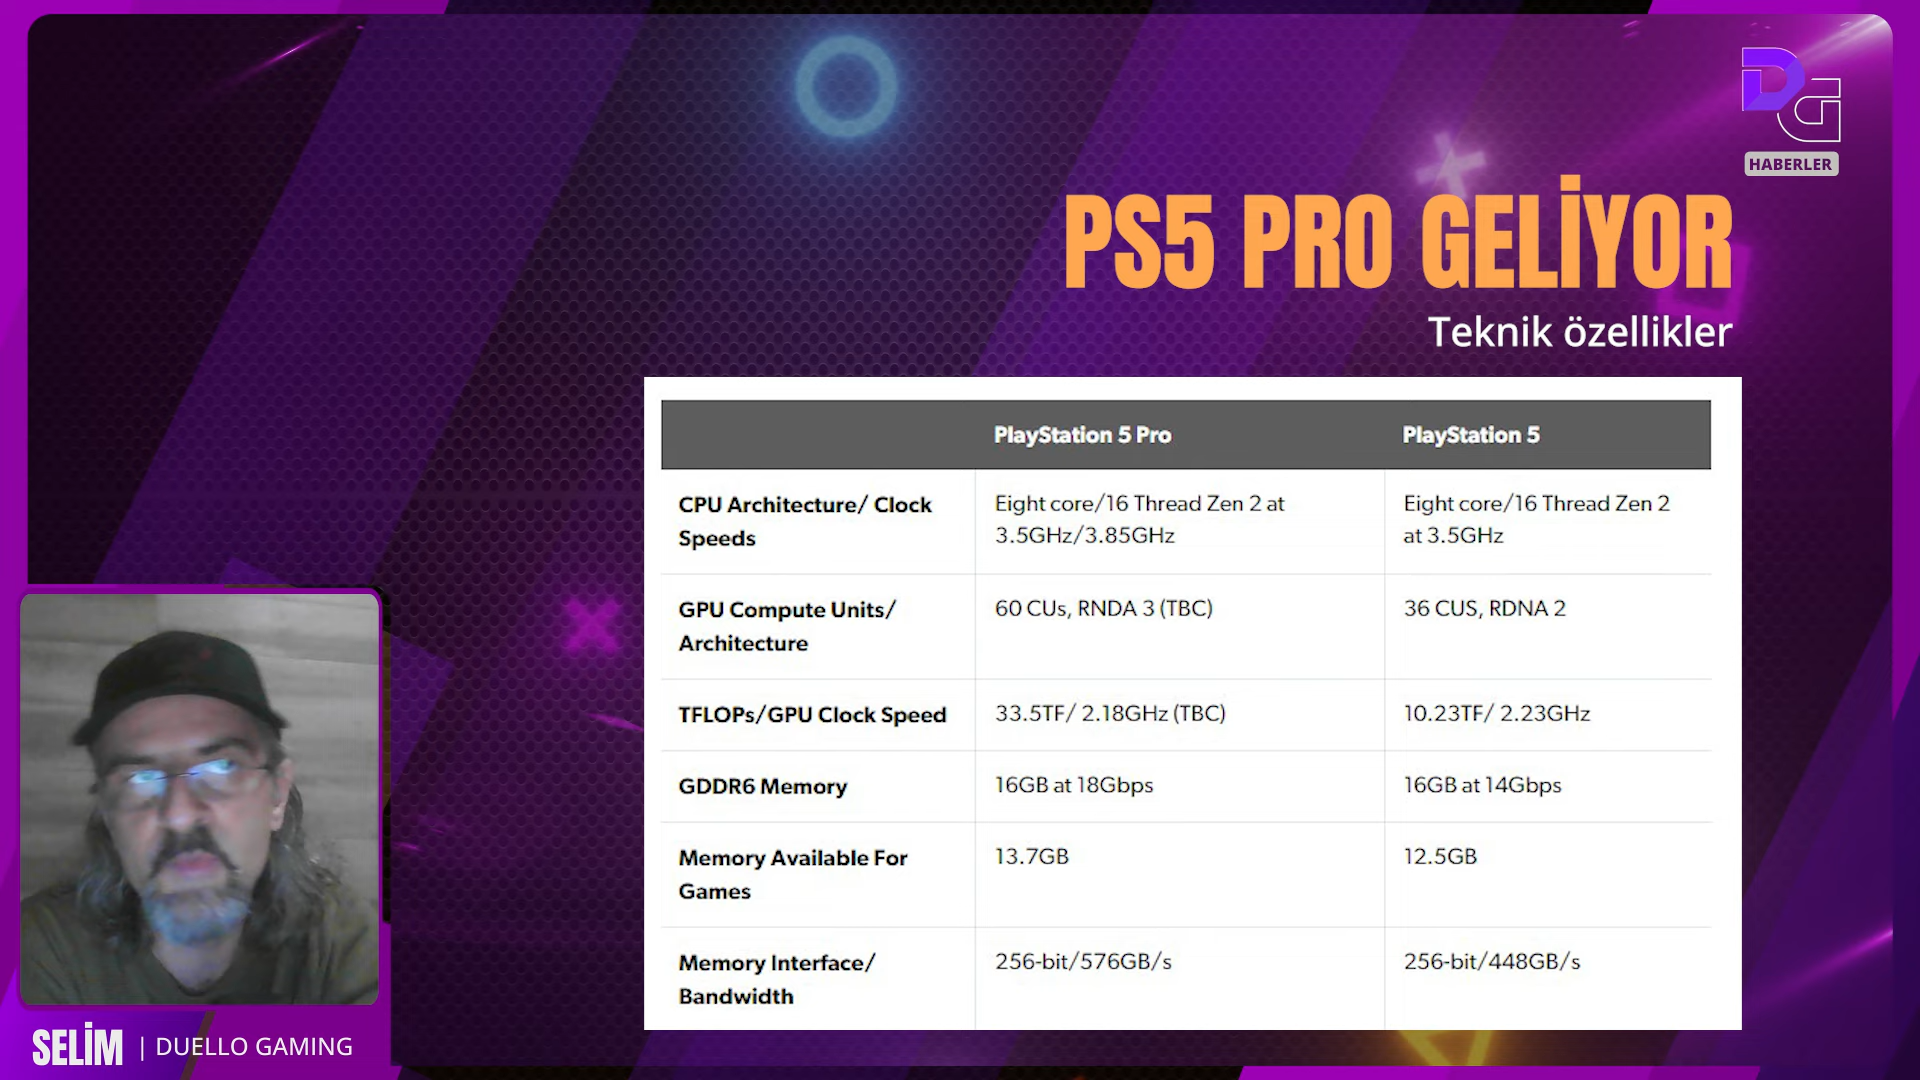 DG
HABERLER
PS5 PRO GELİYOR
Teknik özellikler
PlayStation 5 Pro
PlayStation 5
CPU Architecture/ Clock
Speeds
Eight core/16 Thread Zen 2 at
3.5GHz/3.85GHz
Eight core/16 Thread Zen 2
at 3.5GHz
GPU Compute Units/
Architecture
60 CUs, RNDA 3 (TBC)
36 CUS, RDNA 2
TFLOPs/GPU Clock Speed
33.5TF/ 2.18GHz (TBC)
10.23TF/ 2.23GHz
GDDR6 Memory
16GB at 18Gbps
16GB at 14Gbps
Memory Available For
Games
13.7GB
12.5GB
Memory Interface/
Bandwidth
256-bit/576GB/s
256-bit/448GB/s
SELİM | DUELLO GAMING